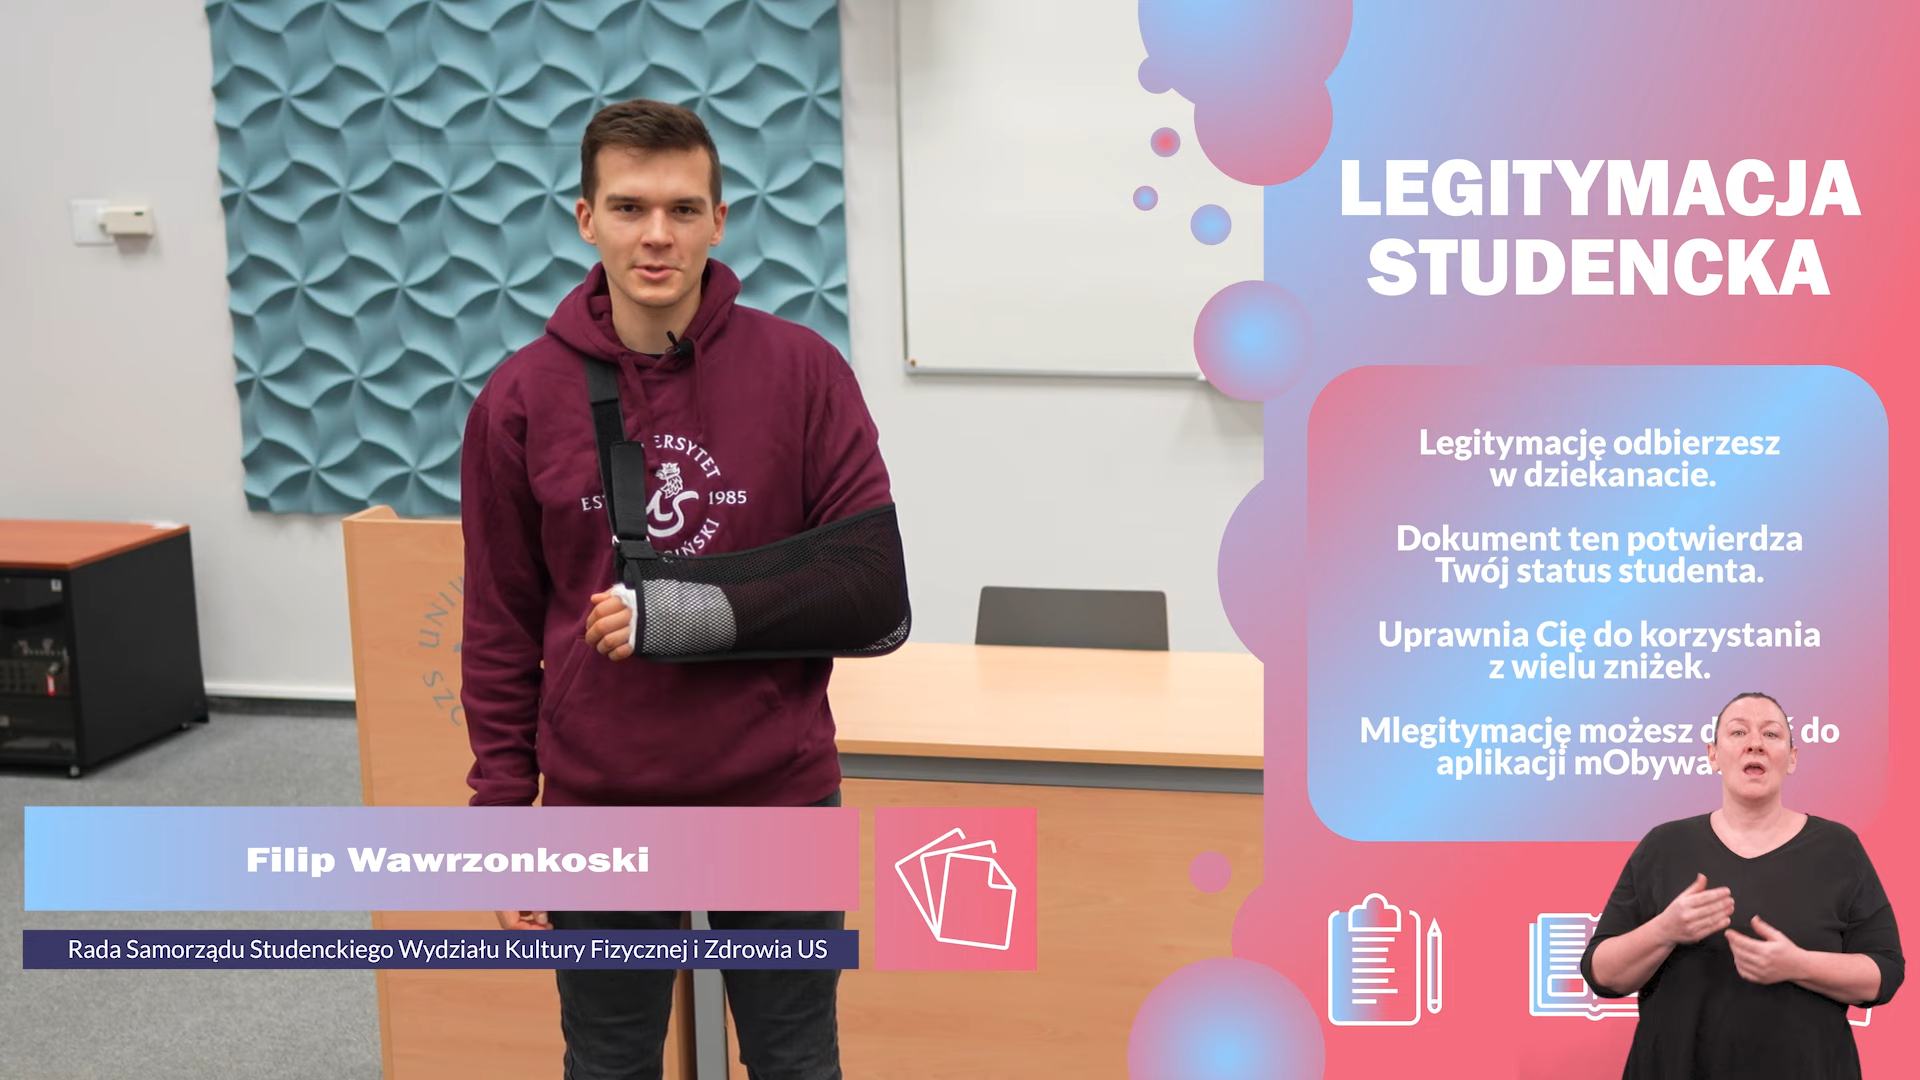 LEGITYMACJA
STUDENCKA
Legitymację odbierzesz
w dziekanacie.
Dokument ten potwierdza
Twój status studenta.
Uprawnia Cię do korzystania
z wielu zniżek.
Mlegitymację możesz do
aplikacji
1985
Filip Wawrzonkoski
Rada Samorządu Studenckiego Wydziału Kultury Fizycznej i Zdrowia US